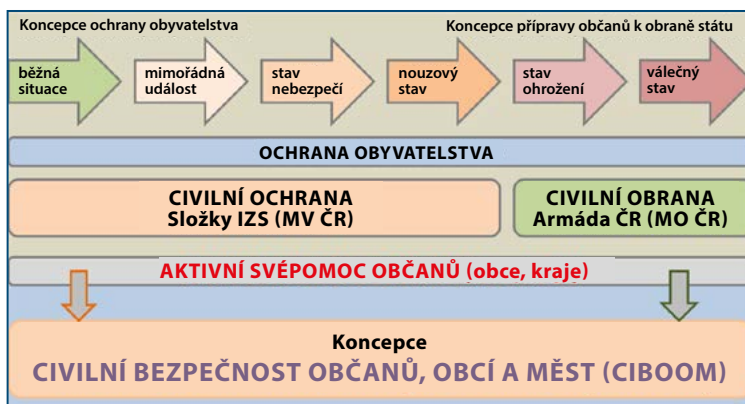 Koncepce ochrany obyvatelstva
Koncepce přípravy občanů k obraně státu
běžná
situace
mimořádná
událost
stav
nebezpečí
nouzový
stav
stav
ohrožení
válečný
stav
OCHRANA OBYVATELSTVA
CIVILNÍ OCHRANA
Složky IZS (MV ČR)
CIVILNÍ OBRANA
Armáda ČR (MO ČR)
AKTIVNÍ SVÉPOMOC OBČANŮ (obce, kraje)
Koncepce
CIVILNÍ BEZPEČNOST OBČANŮ, OBCÍ A MĚST (CIBOOM)